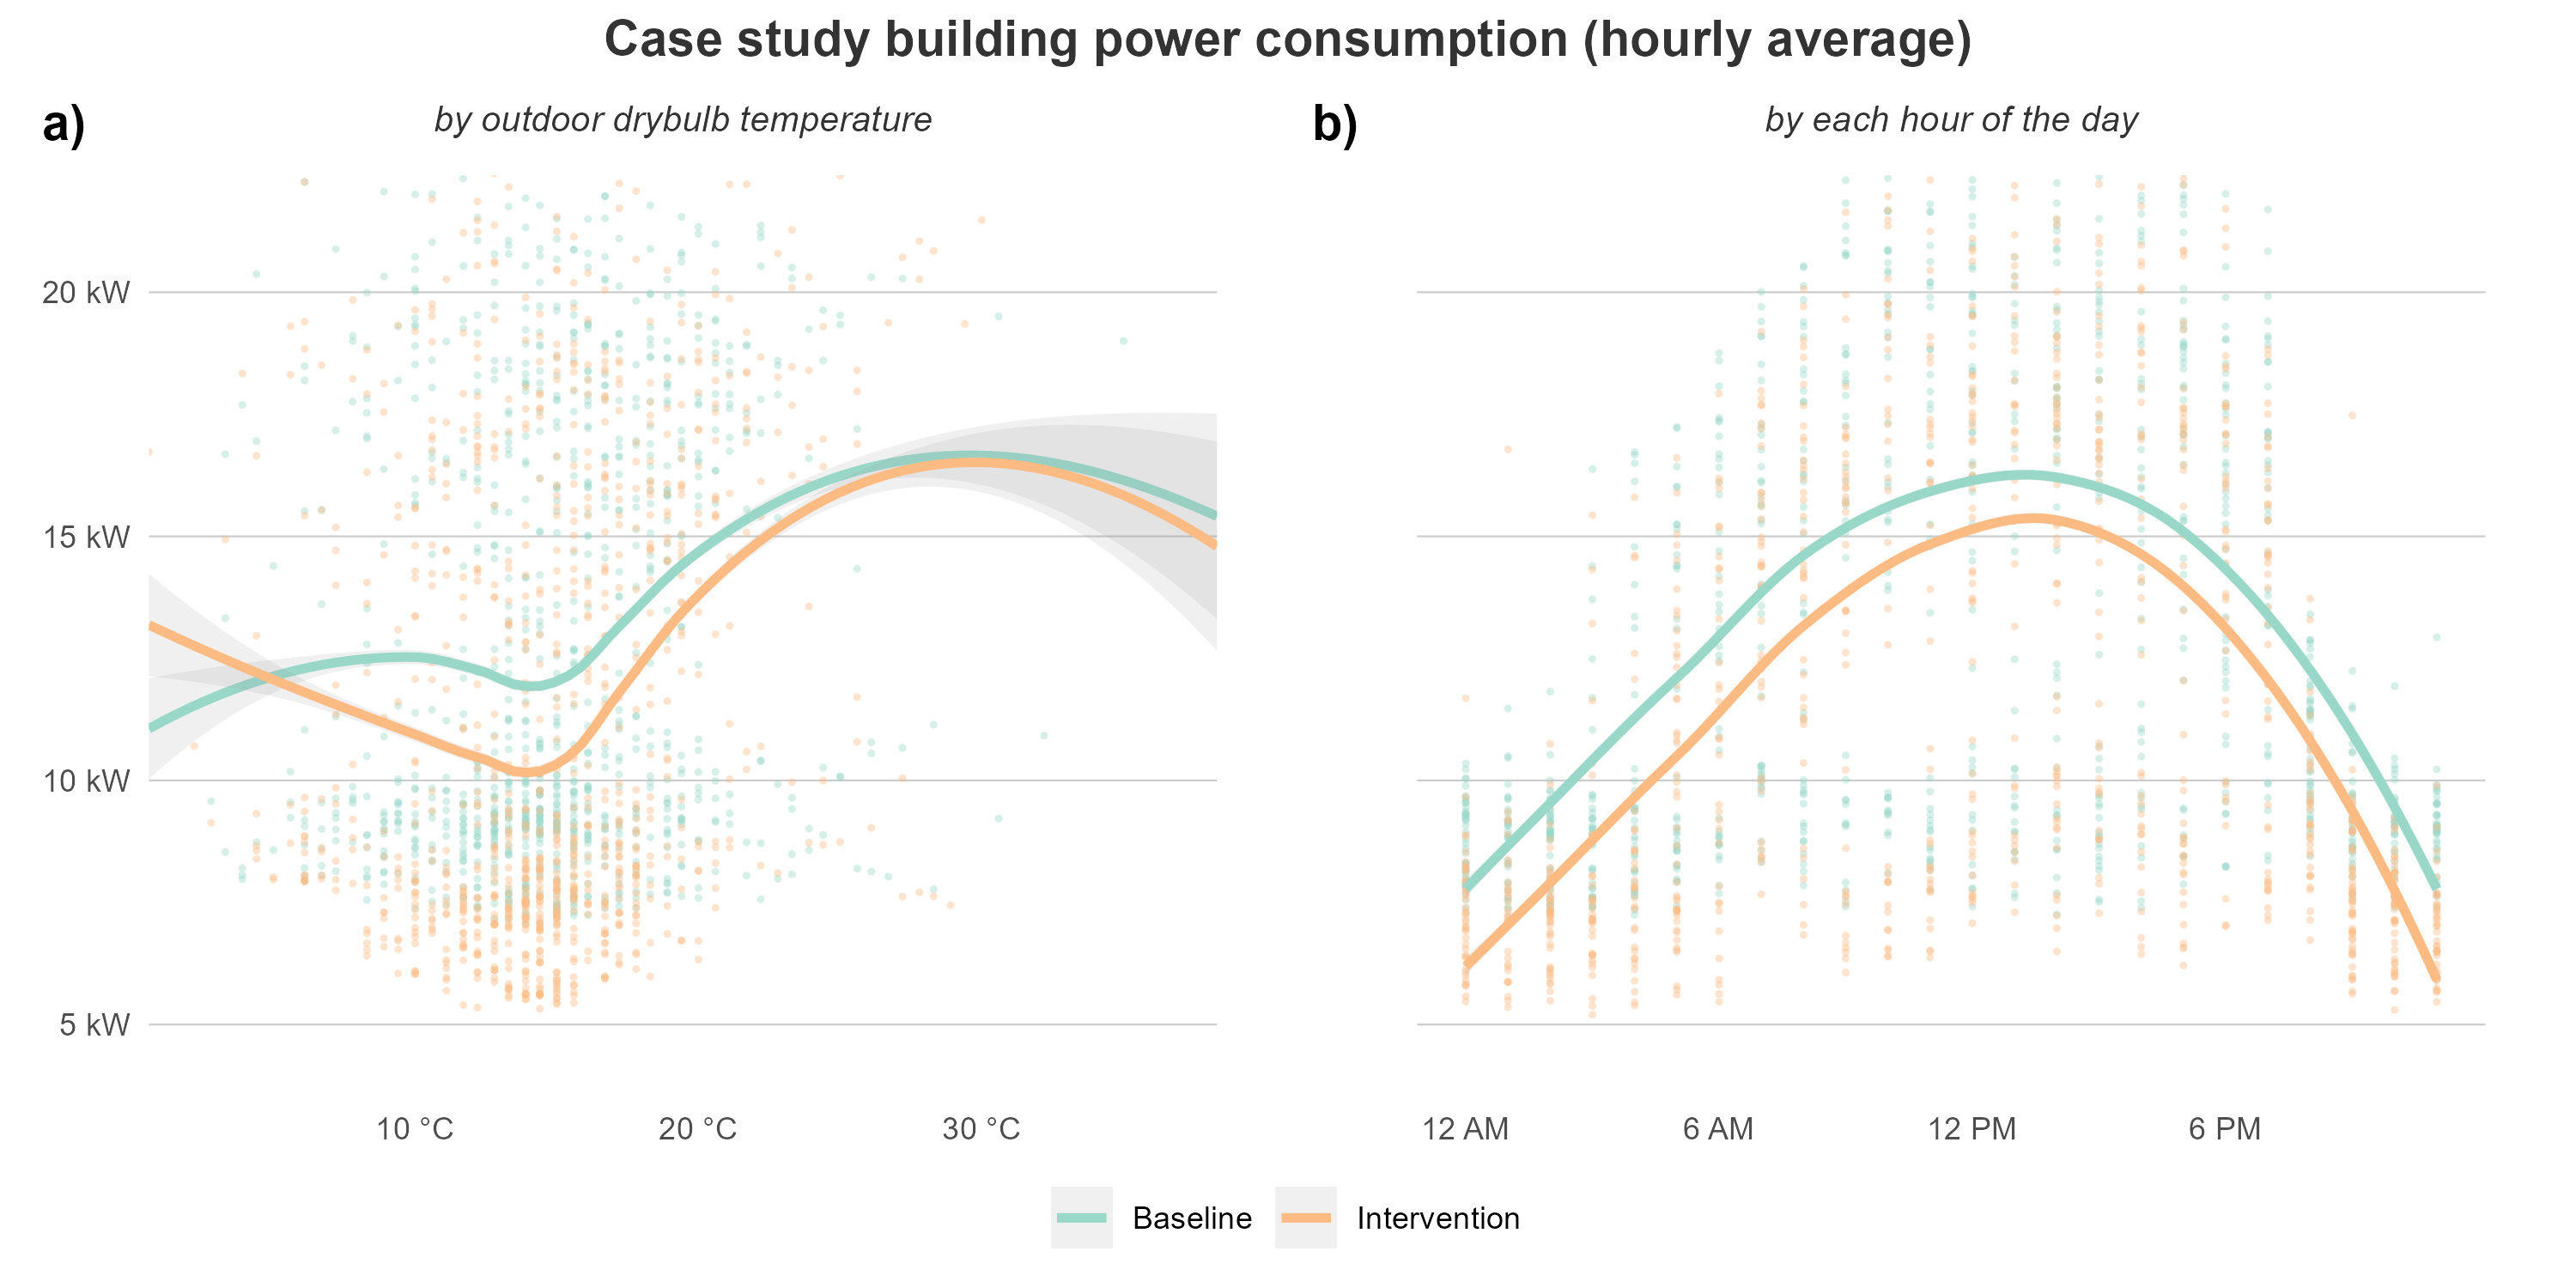 Case study building power consumption (hourly average)
a)
by outdoor drybulb temperature
b)
by each hour of the day
20 kW
15 kW
10 kW
5 kW
10 °C
20 °C
30 °C
12 AM
6 AM
12 PM
6 PM
Baseline
Intervention